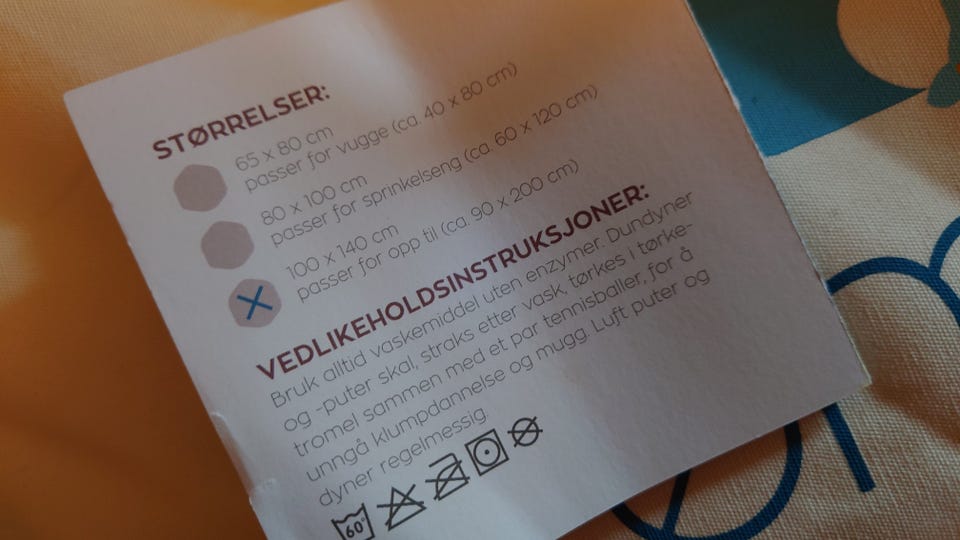 STØRRELSER:
65 x 80 cm
passer for vugge (ca. 40 x 80 cm)
80 x 100 cm
passer for sprinkelseng (ca. 60 x 120 cm)
100 x 140 cm
passer for opp til (ca. 90 x 200 cm)
VEDLIKEHOLDSINSTRUKSJONER:
Bruk alltid vaskemiddel uten enzymer. Dundyner
og -puter skal, straks etter vask, tørkes i tørke-
tromel sammen med et par tennisballer, for å
unngå klumpdannelse og mugg. Luft puter og
dyner regelmessig
60°